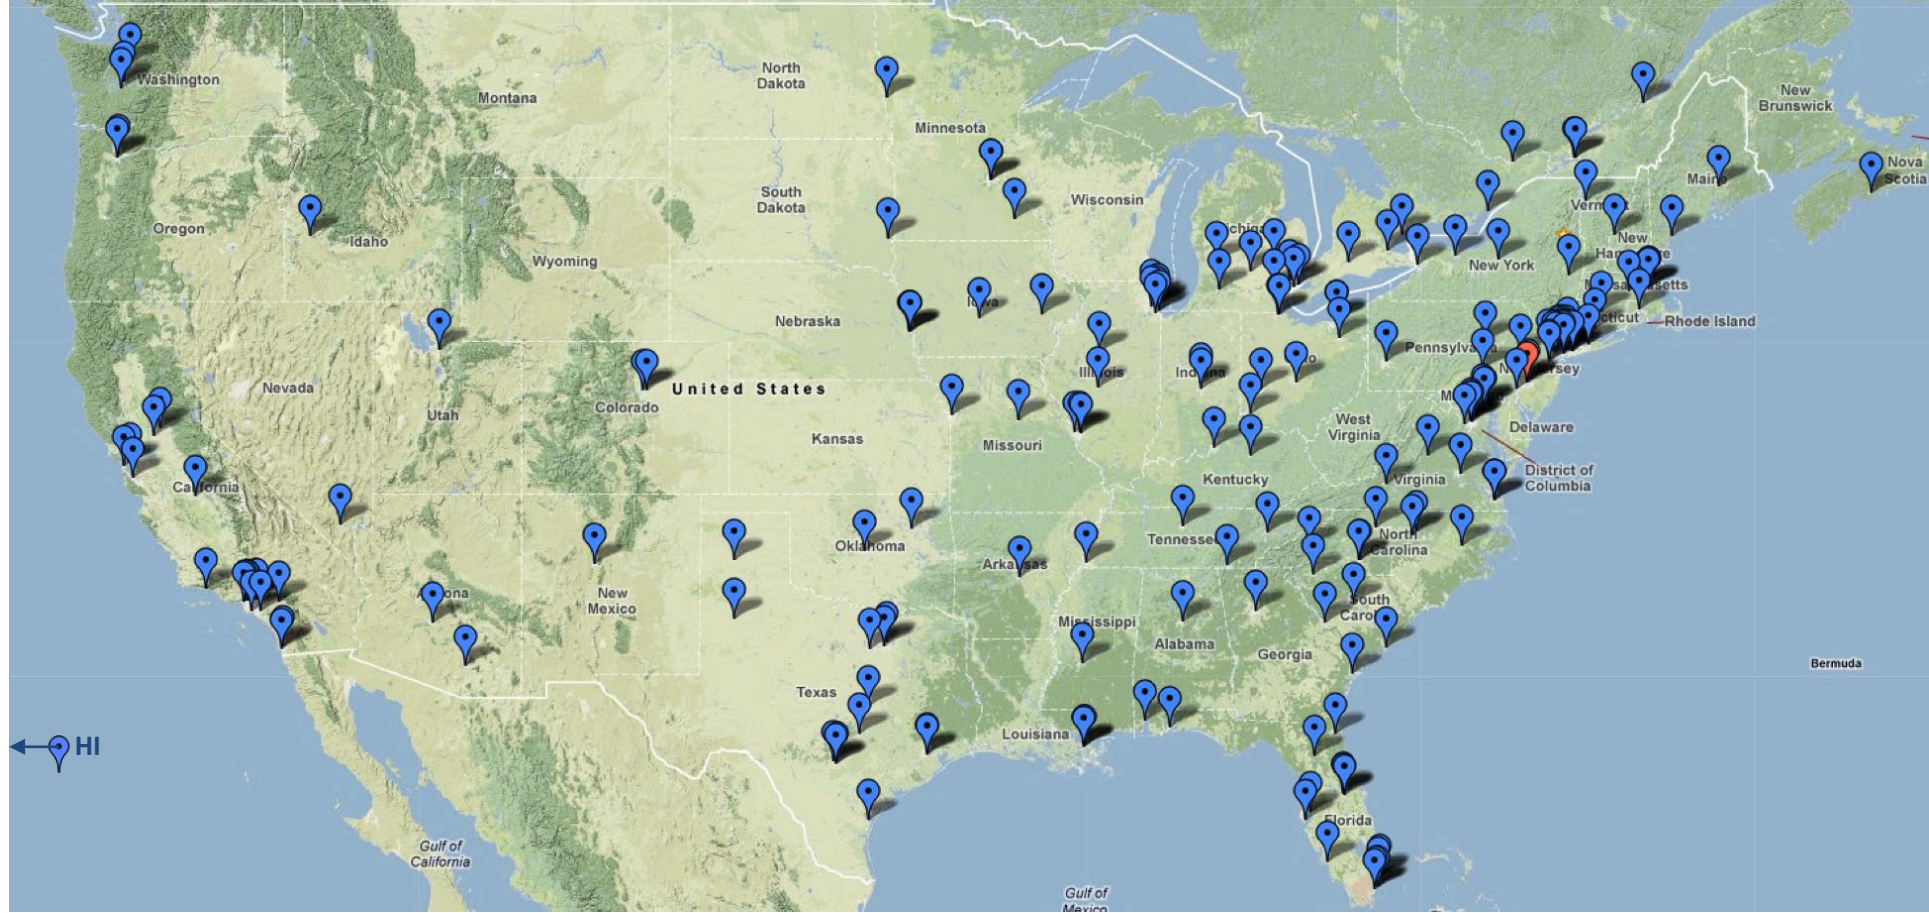 Washington
Montana
North
Dakota
Minnesota
New
Brunswick
Nova
Scotia
Maine
Vermont
South
Dakota
Wisconsin
Oregon
Idaho
Wyoming
New York
New
Rhode Island
Nebraska
Iowa
Pennsylvania
Nevada
Utah
Colorado
United States
Illinois
Kansas
Missouri
West
Virginia
Delaware
Kentucky
Virginia
District of
Columbia
California
Oklahoma
Tennessee
North
Carolina
Arkansas
New
Mexico
South
Mississippi
Alabama
Georgia
Bermuda
Texas
Louisiana
HI
Florida
Gulf of
California
Gulf of
Mexico